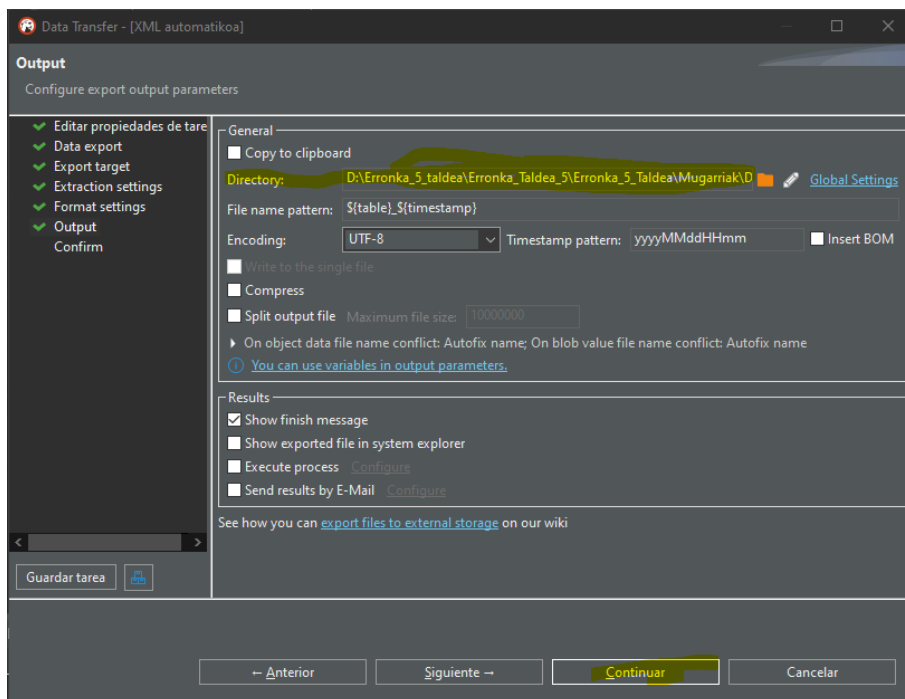 Data Transfer - [XML automatikoa]
Output
Configure export output parameters
Editar propiedades de tare
Data export
Export target
Extraction settings
Format settings
Output
Confirm
General
Copy to clipboard
Directory: D:\Erronka_5_taldea\Erronka_Taldea_5\Erronka_5_Taldea\Mugarriak\D Global Settings
File name pattern: ${table}_${timestamp}
Encoding: UTF-8 Timestamp pattern: yyyyMMddHHmm Insert BOM
Write to the single file
Compress
Split output file Maximum file size: 10000000
On object data file name conflict: Autofix name; On blob value file name conflict: Autofix name
You can use variables in output parameters.
Results
Show finish message
Show exported file in system explorer
Execute process Configure
Send results by E-Mail Configure
See how you can export files to external storage on our wiki
Guardar tarea
← Anterior Siguiente → Continuar Cancelar